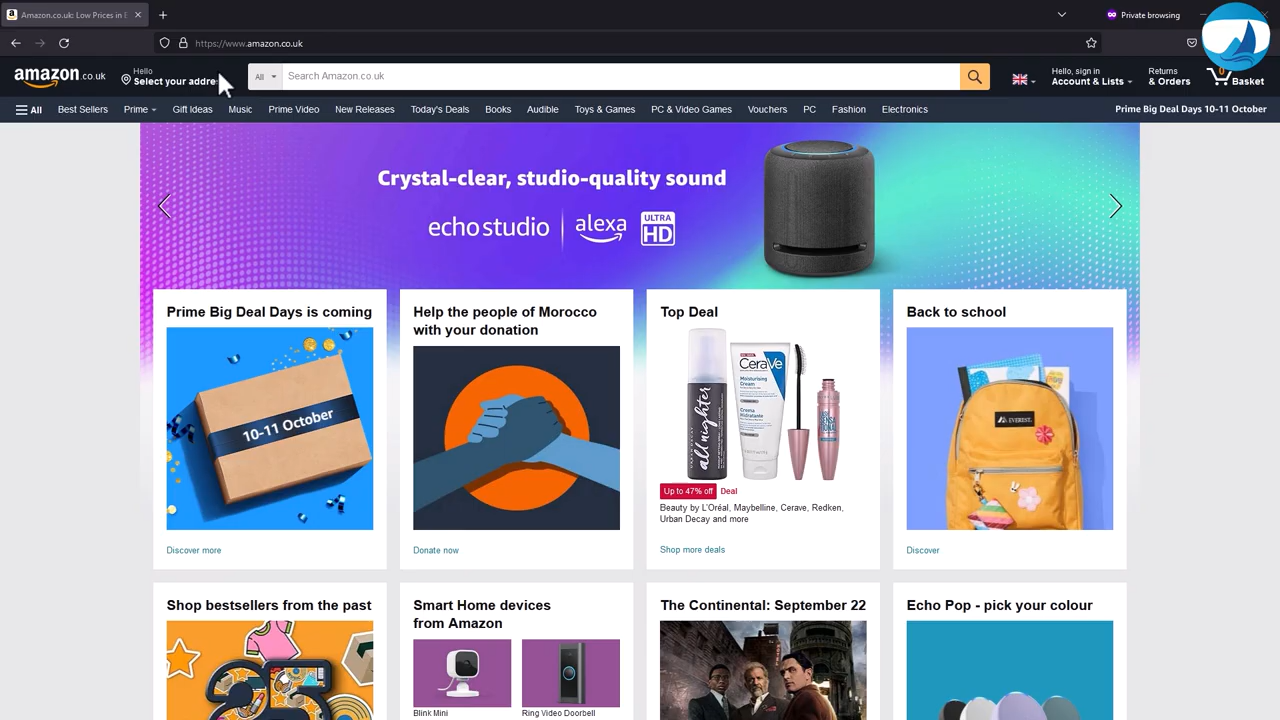 Amazon.co.uk: Low Prices in E
Private browsing
https://www.amazon.co.uk
amazon.co.uk
Hello
Select your addre
All
Search Amazon.co.uk
Hello, sign in
Account & Lists
Returns
& Orders
0
Basket
All
Best Sellers
Prime
Gift Ideas
Music
Prime Video
New Releases
Today's Deals
Books
Audible
Toys & Games
PC & Video Games
Vouchers
PC
Fashion
Electronics
Prime Big Deal Days 10-11 October
Crystal-clear, studio-quality sound
echo studio
alexa
ULTRA
HD
Prime Big Deal Days is coming
10-11 October
Discover more
Help the people of Morocco
with your donation
Donate now
Top Deal
all nighter
CeraVe
Moisturising
Cream
Crema
Hidratante
Up to 47% off
Deal
Beauty by L'Oréal, Maybelline, Cerave, Redken,
Urban Decay and more
Shop more deals
Back to school
EVEREST
Discover
Shop bestsellers from the past
Smart Home devices
from Amazon
Blink Mini
Ring Video Doorbell
The Continental: September 22
Echo Pop - pick your colour